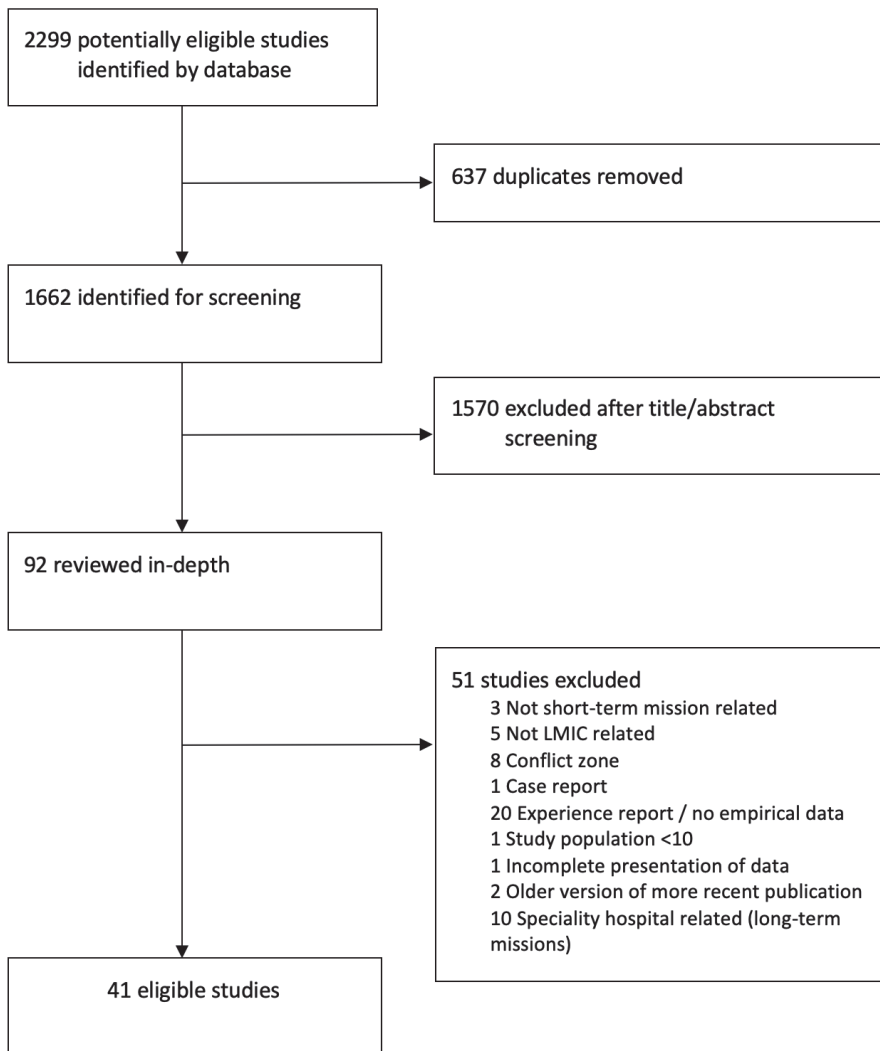 2299 potentially eligible studies
identified by database
637 duplicates removed
1662 identified for screening
1570 excluded after title/abstract
screening
92 reviewed in-depth
51 studies excluded
3 Not short-term mission related
5 Not LMIC related
8 Conflict zone
1 Case report
20 Experience report / no empirical data
1 Study population <10
1 Incomplete presentation of data
2 Older version of more recent publication
10 Speciality hospital related (long-term
missions)
41 eligible studies